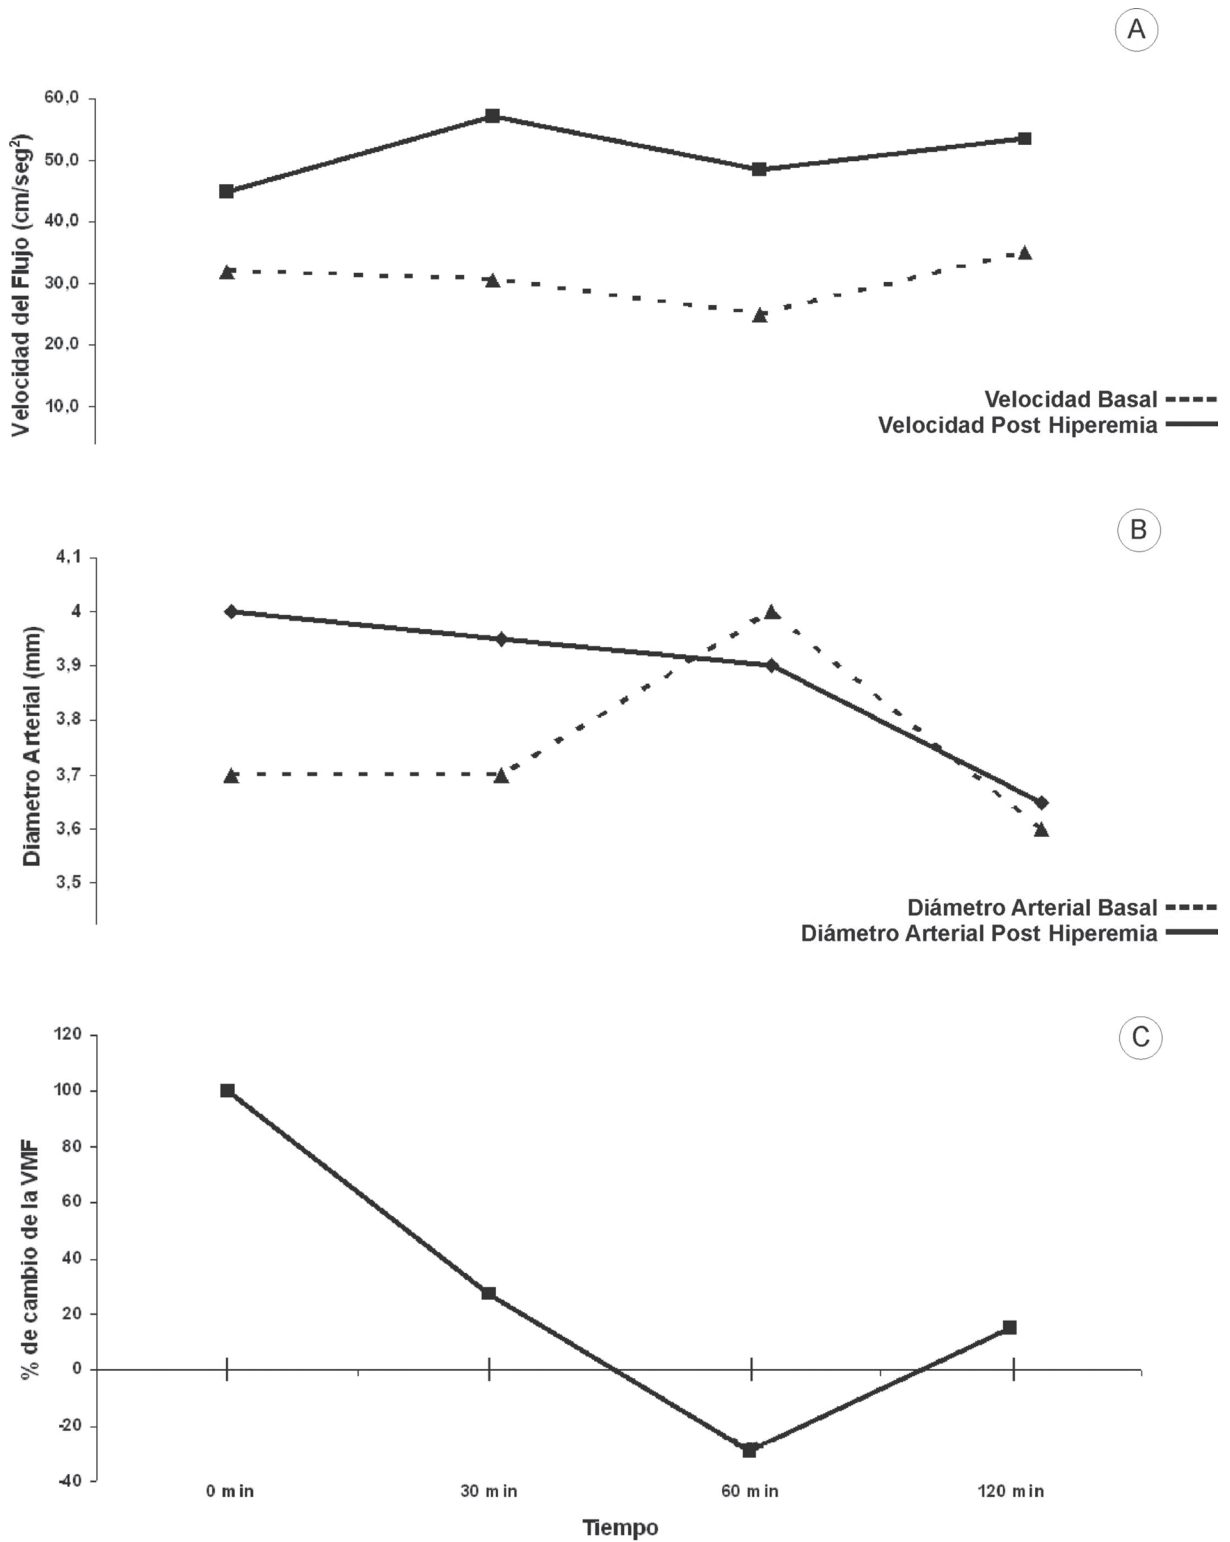 A
Velocidad del Flujo (cm/seg²)
60,0
50,0
40,0
30,0
20,0
10,0
Velocidad Basal
Velocidad Post Hiperemia
B
Diametro Arterial (mm)
4,1
4
3,9
3,8
3,7
3,6
3,5
Diámetro Arterial Basal
Diámetro Arterial Post Hiperemia
C
% de cambio de la VMF
120
100
80
60
40
20
0
-20
-40
0 min 30 min 60 min 120 min
Tiempo